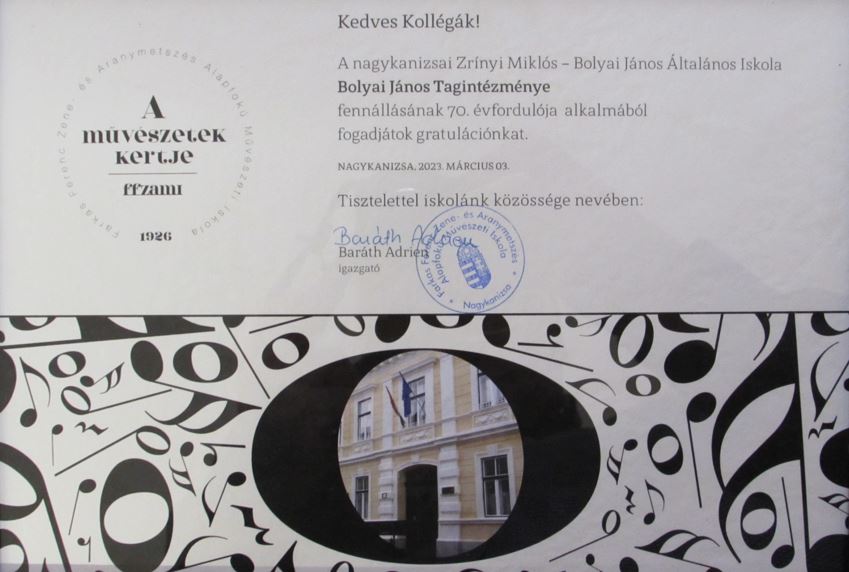 Kedves Kollégák!
A nagykanizsai Zrínyi Miklós – Bolyai János Általános Iskola
Bolyai János Tagintézménye
fennállásának 70. évfordulója alkalmából
fogadjátok gratulációnkat.
NAGYKANIZSA, 2023. MÁRCIUS 03.
Tisztelettel iskolánk közössége nevében:
Baráth Adrien
Baráth Adrien
igazgató
Farkas Ferenc Zene- és Aranymetszés
Alapfokú Művészeti Iskola
Nagykanizsa
Farkas Ferenc Zene- és Aranymetszés Alapfokú Művészeti Iskola
A
művészetek
kertje
ffzami
1926